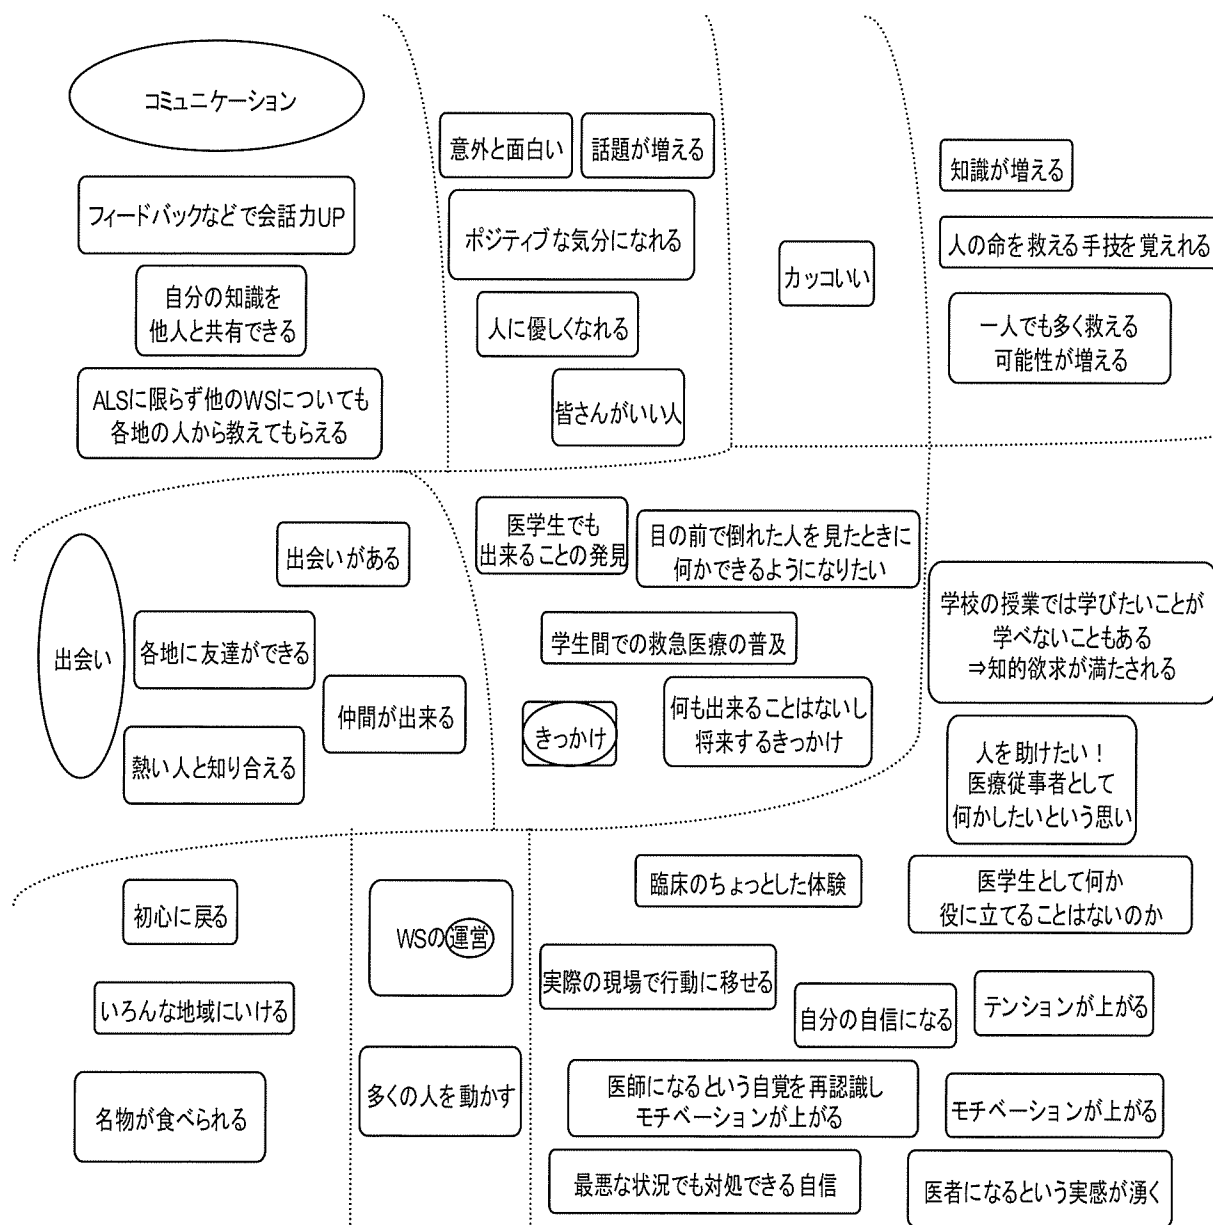 コミュニケーション
フィードバックなどで会話力UP
自分の知識を
他人と共有できる
ALSに限らず他のWSについても
各地の人から教えてもらえる
意外と面白い
話題が増える
ポジティブな気分になれる
人に優しくなれる
皆さんがいい人
カッコいい
知識が増える
人の命を救える手技を覚えれる
一人でも多く救える
可能性が増える
出会い
出会いがある
各地に友達ができる
仲間が出来る
熱い人と知り合える
医学生でも
出来ることの発見
目の前で倒れた人を見たときに
何かできるようになりたい
学生間での救急医療の普及
きっかけ
何も出来ることはないし
将来するきっかけ
学校の授業では学びたいことが
学べないこともある
⇒知的欲求が満たされる
人を助けたい！
医療従事者として
何かしたいという思い
医学生として何か
役に立てることはないのか
初心に戻る
いろんな地域にいける
名物が食べられる
WSの運営
多くの人を動かす
臨床のちょっとした体験
実際の現場で行動に移せる
自分の自信になる
テンションが上がる
医師になるという自覚を再認識し
モチベーションが上がる
モチベーションが上がる
最悪な状況でも対処できる自信
医者になるという実感が湧く